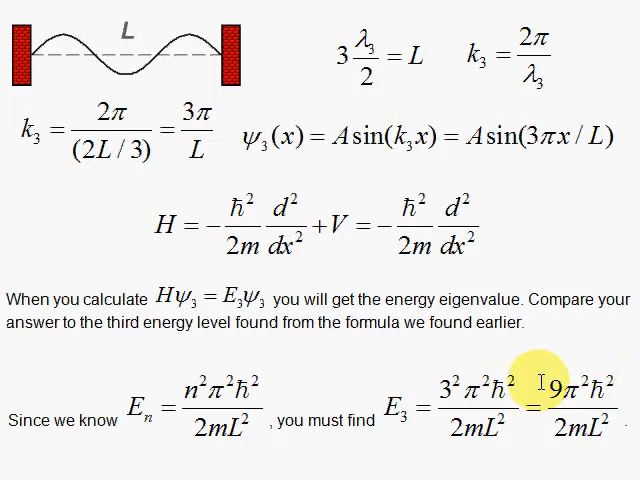 L
3 λ₃/2 = L    k₃ = 2π/λ₃
k₃ = 2π/(2L/3) = 3π/L    ψ₃(x) = A sin(k₃x) = A sin(3πx / L)
H = −ħ²/2m d²/dx² + V = −ħ²/2m d²/dx²
When you calculate Hψ₃ = E₃ψ₃ you will get the energy eigenvalue. Compare your
answer to the third energy level found from the formula we found earlier.
Since we know Eₙ = n²π²ħ²/2mL² , you must find E₃ = 3²π²ħ²/2mL² = 9π²ħ²/2mL² .